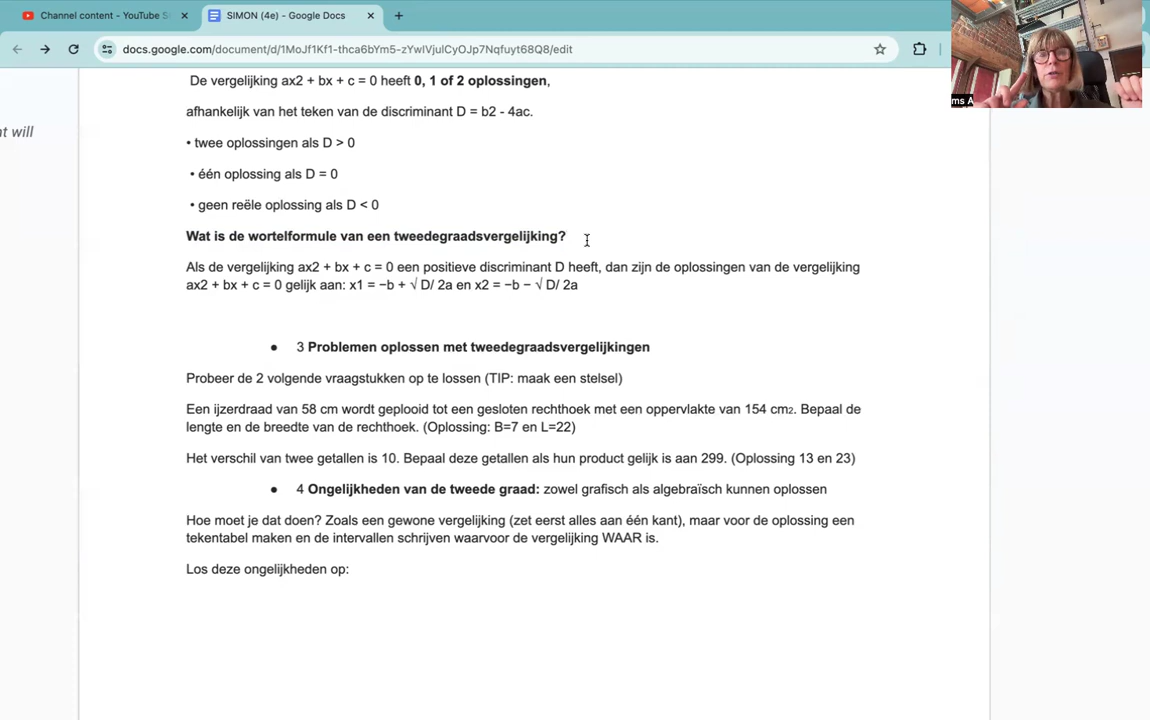 Channel content - YouTube S
SIMON (4e) - Google Docs
docs.google.com/document/d/1MoJf1Kf1-thca6bYm5-zYwIVjulCyOJp7Nqfuyt68Q8/edit
ms A
nt will
De vergelijking ax2 + bx + c = 0 heeft 0, 1 of 2 oplossingen,
afhankelijk van het teken van de discriminant D = b2 - 4ac.
• twee oplossingen als D > 0
• één oplossing als D = 0
• geen reële oplossing als D < 0
Wat is de wortelformule van een tweedegraadsvergelijking?
Als de vergelijking ax2 + bx + c = 0 een positieve discriminant D heeft, dan zijn de oplossingen van de vergelijking
ax2 + bx + c = 0 gelijk aan: x1 = −b + √ D/ 2a en x2 = −b − √ D/ 2a
● 3 Problemen oplossen met tweedegraadsvergelijkingen
Probeer de 2 volgende vraagstukken op te lossen (TIP: maak een stelsel)
Een ijzerdraad van 58 cm wordt geplooid tot een gesloten rechthoek met een oppervlakte van 154 cm2. Bepaal de
lengte en de breedte van de rechthoek. (Oplossing: B=7 en L=22)
Het verschil van twee getallen is 10. Bepaal deze getallen als hun product gelijk is aan 299. (Oplossing 13 en 23)
● 4 Ongelijkheden van de tweede graad: zowel grafisch als algebraïsch kunnen oplossen
Hoe moet je dat doen? Zoals een gewone vergelijking (zet eerst alles aan één kant), maar voor de oplossing een
tekentabel maken en de intervallen schrijven waarvoor de vergelijking WAAR is.
Los deze ongelijkheden op: